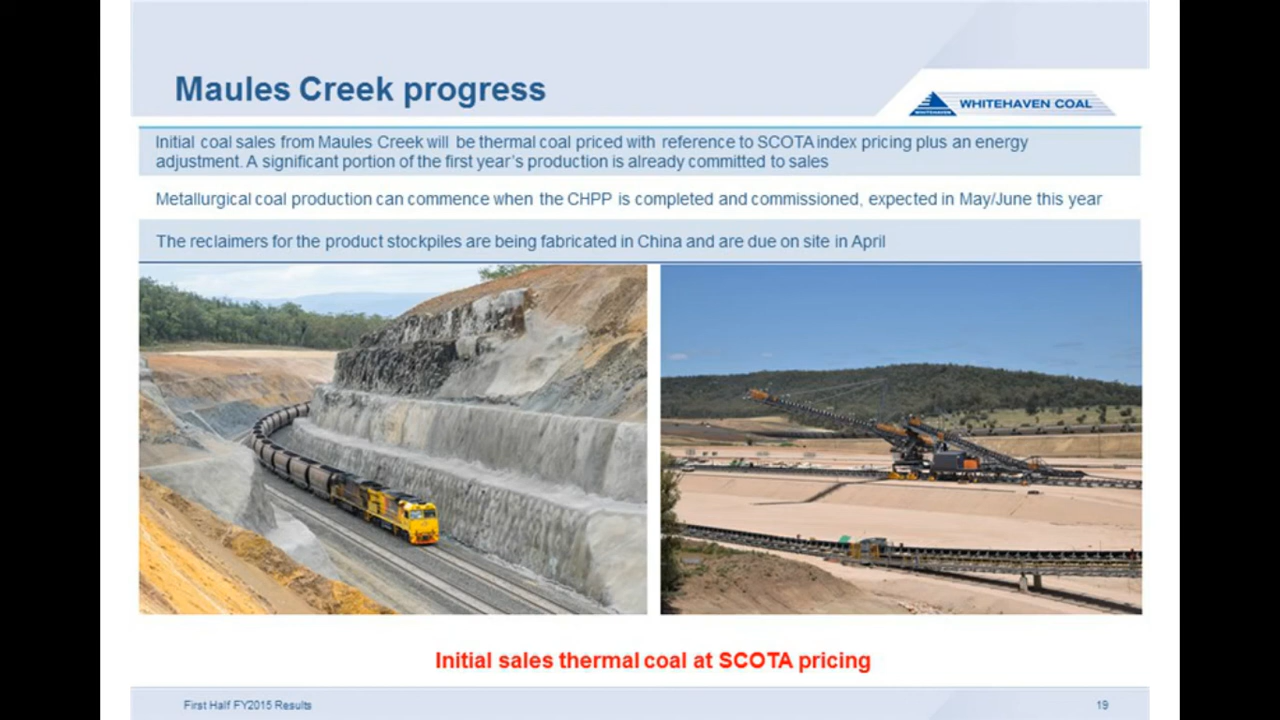 Maules Creek progress
WHITEHAVEN
WHITEHAVEN COAL
Initial coal sales from Maules Creek will be thermal coal priced with reference to SCOTA index pricing plus an energy
adjustment. A significant portion of the first year's production is already committed to sales
Metallurgical coal production can commence when the CHPP is completed and commissioned, expected in May/June this year
The reclaimers for the product stockpiles are being fabricated in China and are due on site in April
Initial sales thermal coal at SCOTA pricing
First Half FY2015 Results
19